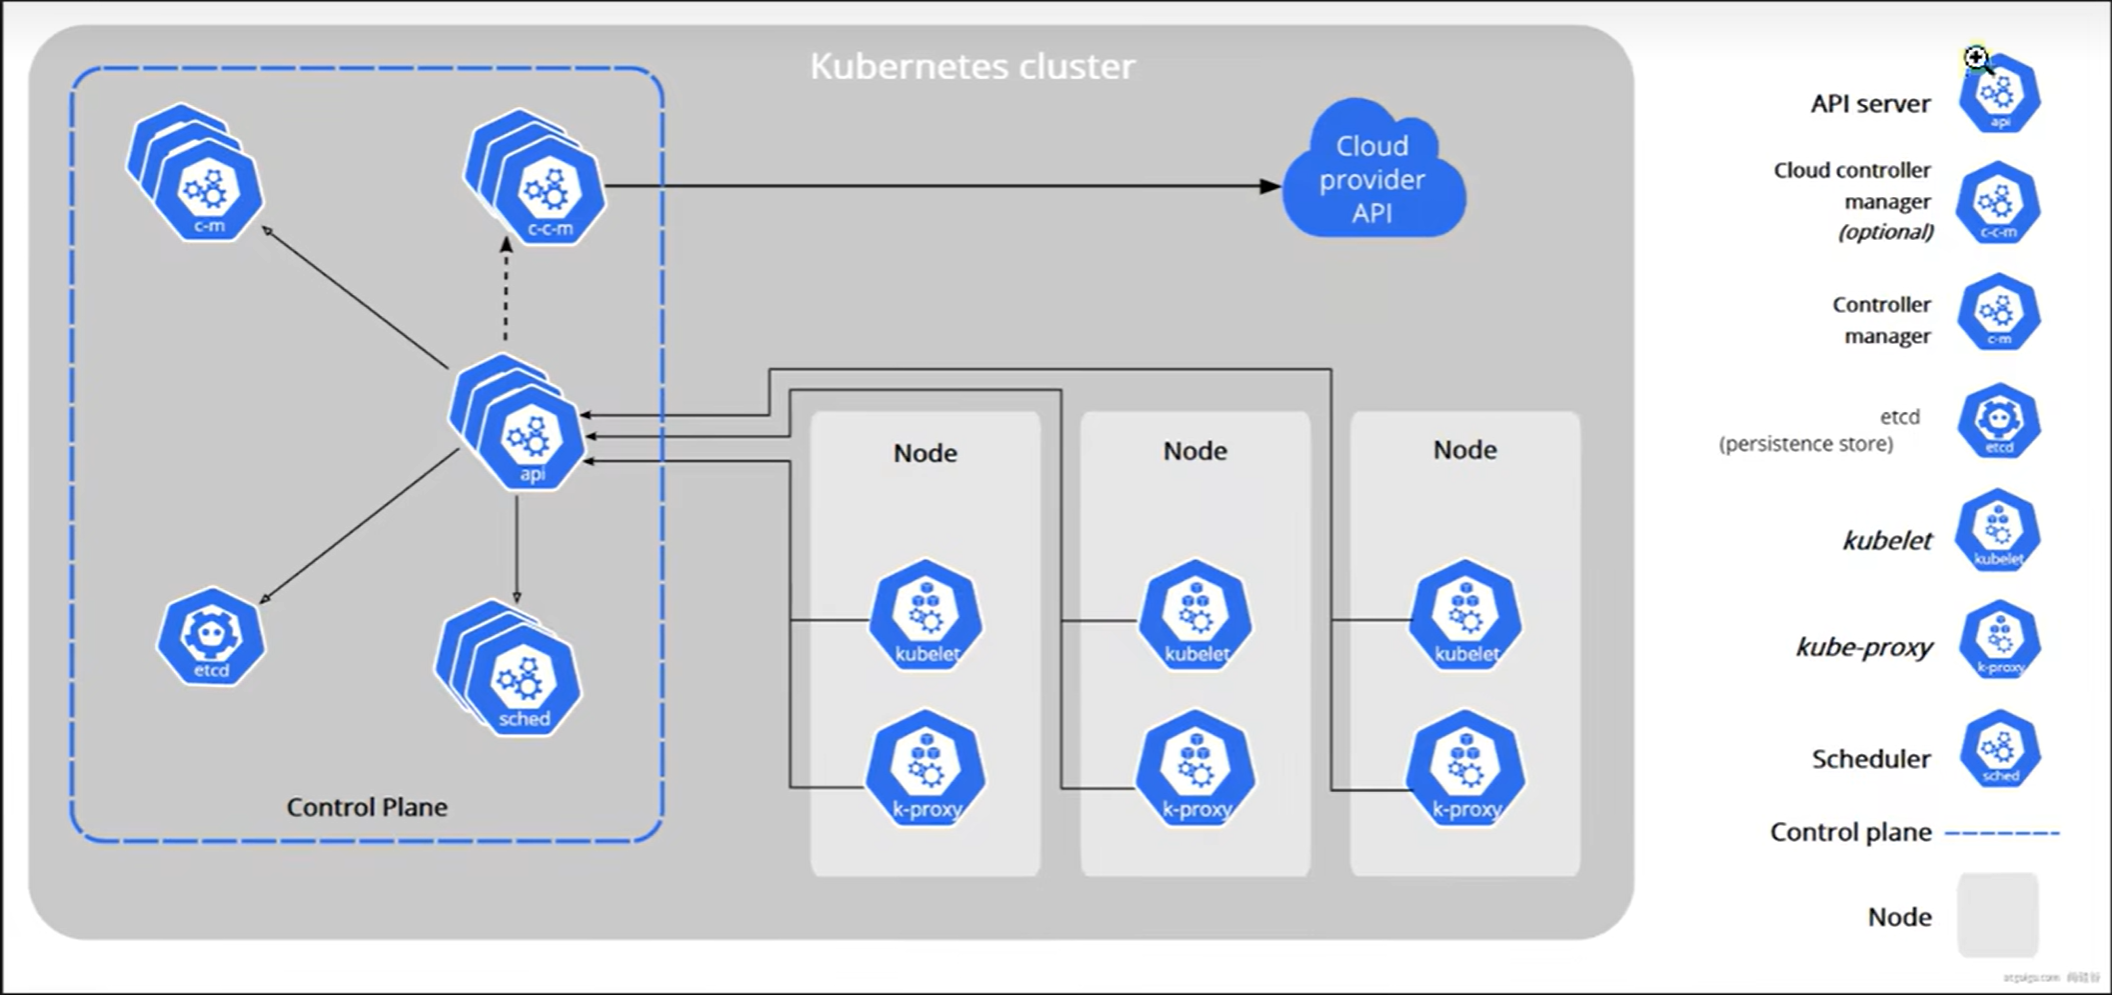 Kubernetes cluster
c-m
c-c-m
Cloud
provider
API
api
etcd
sched
Control Plane
Node
kubelet
k-proxy
Node
kubelet
k-proxy
Node
kubelet
k-proxy
API server
api
Cloud controller
manager
(optional)
c-c-m
Controller
manager
c-m
etcd
(persistence store)
etcd
kubelet
kubelet
kube-proxy
k-proxy
Scheduler
sched
Control plane
Node